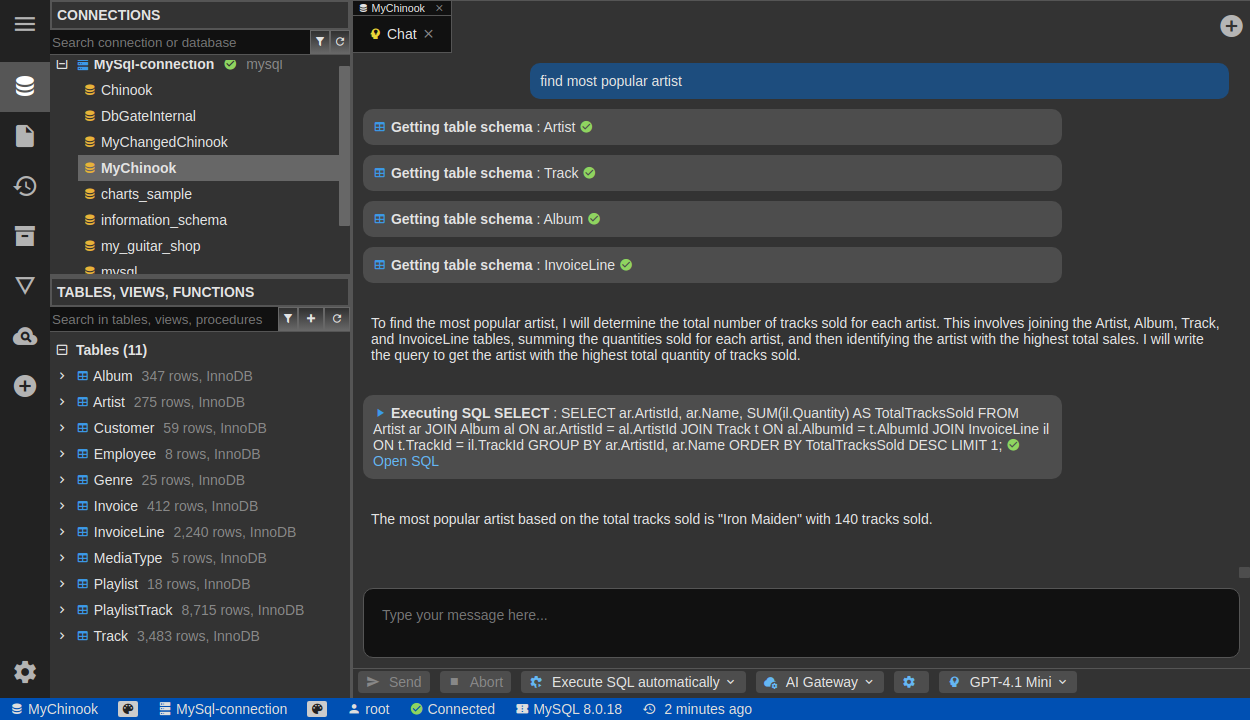 CONNECTIONS
Search connection or database
MySql-connection mysql
Chinook
DbGateInternal
MyChangedChinook
MyChinook
charts_sample
information_schema
my_guitar_shop
mysql
TABLES, VIEWS, FUNCTIONS
Search in tables, views, procedures
Tables (11)
Album 347 rows, InnoDB
Artist 275 rows, InnoDB
Customer 59 rows, InnoDB
Employee 8 rows, InnoDB
Genre 25 rows, InnoDB
Invoice 412 rows, InnoDB
InvoiceLine 2,240 rows, InnoDB
MediaType 5 rows, InnoDB
Playlist 18 rows, InnoDB
PlaylistTrack 8,715 rows, InnoDB
Track 3,483 rows, InnoDB
MyChinook
Chat
find most popular artist
Getting table schema : Artist
Getting table schema : Track
Getting table schema : Album
Getting table schema : InvoiceLine
To find the most popular artist, I will determine the total number of tracks sold for each artist. This involves joining the Artist, Album, Track,
and InvoiceLine tables, summing the quantities sold for each artist, and then identifying the artist with the highest total sales. I will write
the query to get the artist with the highest total quantity of tracks sold.
Executing SQL SELECT : SELECT ar.ArtistId, ar.Name, SUM(il.Quantity) AS TotalTracksSold FROM
Artist ar JOIN Album al ON ar.ArtistId = al.ArtistId JOIN Track t ON al.AlbumId = t.AlbumId JOIN InvoiceLine il
ON t.TrackId = il.TrackId GROUP BY ar.ArtistId, ar.Name ORDER BY TotalTracksSold DESC LIMIT 1;
Open SQL
The most popular artist based on the total tracks sold is "Iron Maiden" with 140 tracks sold.
Type your message here...
Send Abort Execute SQL automatically AI Gateway GPT-4.1 Mini
MyChinook MySql-connection root Connected MySQL 8.0.18 2 minutes ago